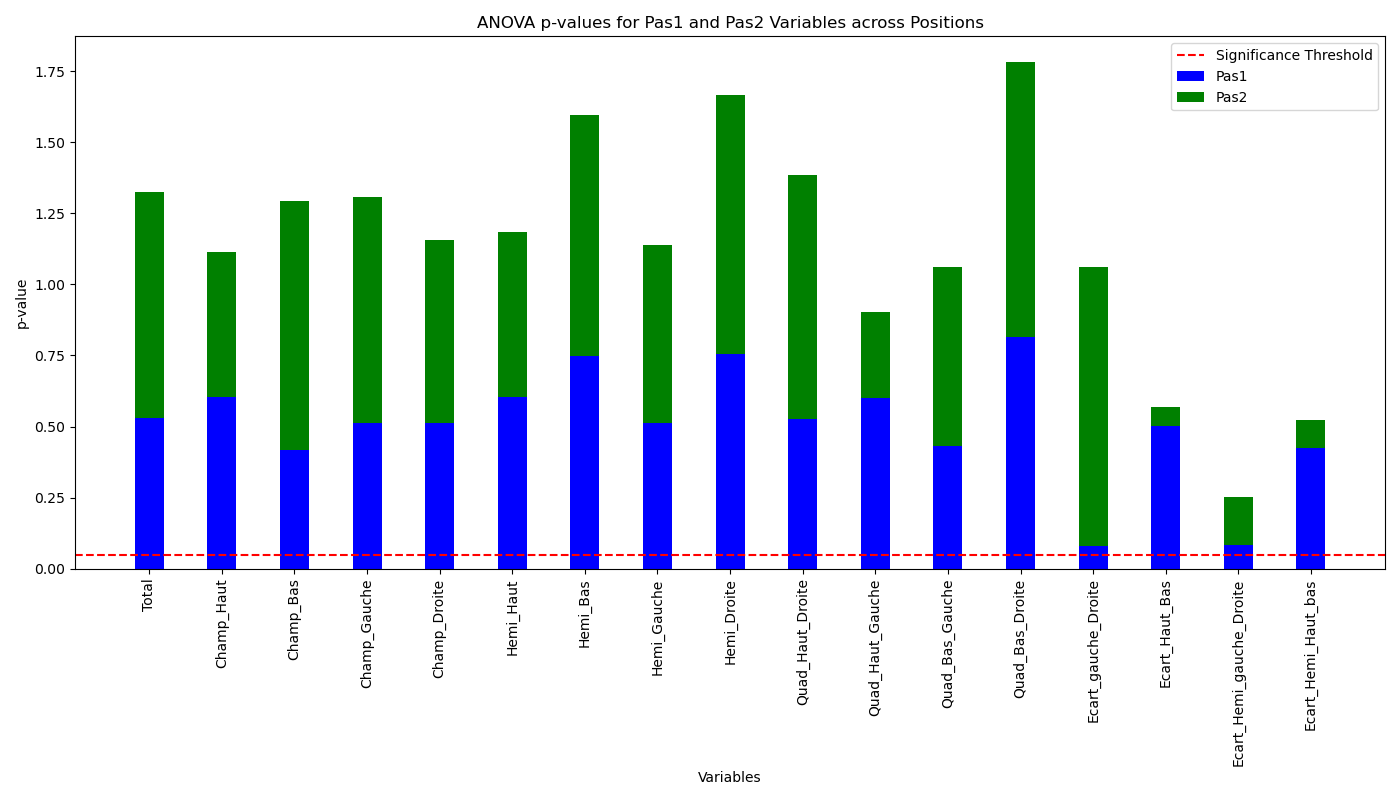 ANOVA p-values for Pas1 and Pas2 Variables across Positions
Significance Threshold
Pas1
Pas2
p-value
1.75
1.50
1.25
1.00
0.75
0.50
0.25
0.00
Total
Champ_Haut
Champ_Bas
Champ_Gauche
Champ_Droite
Hemi_Haut
Hemi_Bas
Hemi_Gauche
Hemi_Droite
Quad_Haut_Droite
Quad_Haut_Gauche
Quad_Bas_Gauche
Quad_Bas_Droite
Ecart_gauche_Droite
Ecart_Haut_Bas
Ecart_Hemi_gauche_Droite
Ecart_Hemi_Haut_bas
Variables